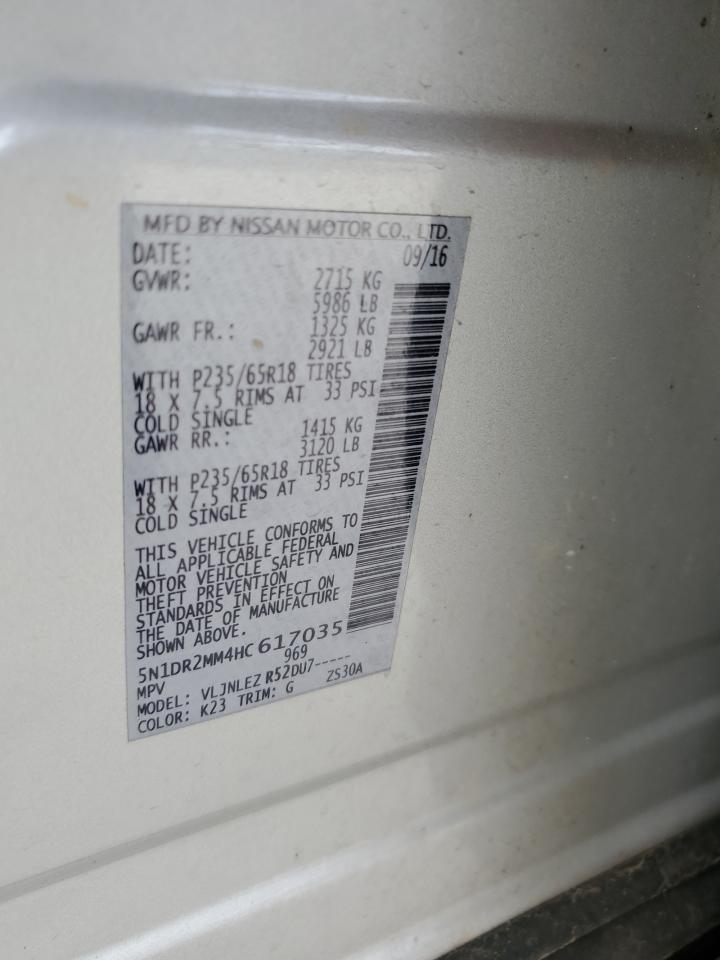 MFD BY NISSAN MOTOR CO., LTD.
DATE: 09/16
GVWR: 2715 KG
5986 LB
GAWR FR.: 1325 KG
2921 LB
WITH P235/65R18 TIRES
18 X 7.5 RIMS AT 33 PSI
COLD SINGLE
GAWR RR.: 1415 KG
3120 LB
WITH P235/65R18 TIRES
18 X 7.5 RIMS AT 33 PSI
COLD SINGLE
THIS VEHICLE CONFORMS TO
ALL APPLICABLE FEDERAL
MOTOR VEHICLE SAFETY AND
THEFT PREVENTION
STANDARDS IN EFFECT ON
THE DATE OF MANUFACTURE
SHOWN ABOVE.
5N1DR2MM4HC617035
MPV 969
MODEL: VLJNLEZ R52DU7-----
COLOR: K23 TRIM: G ZS30A